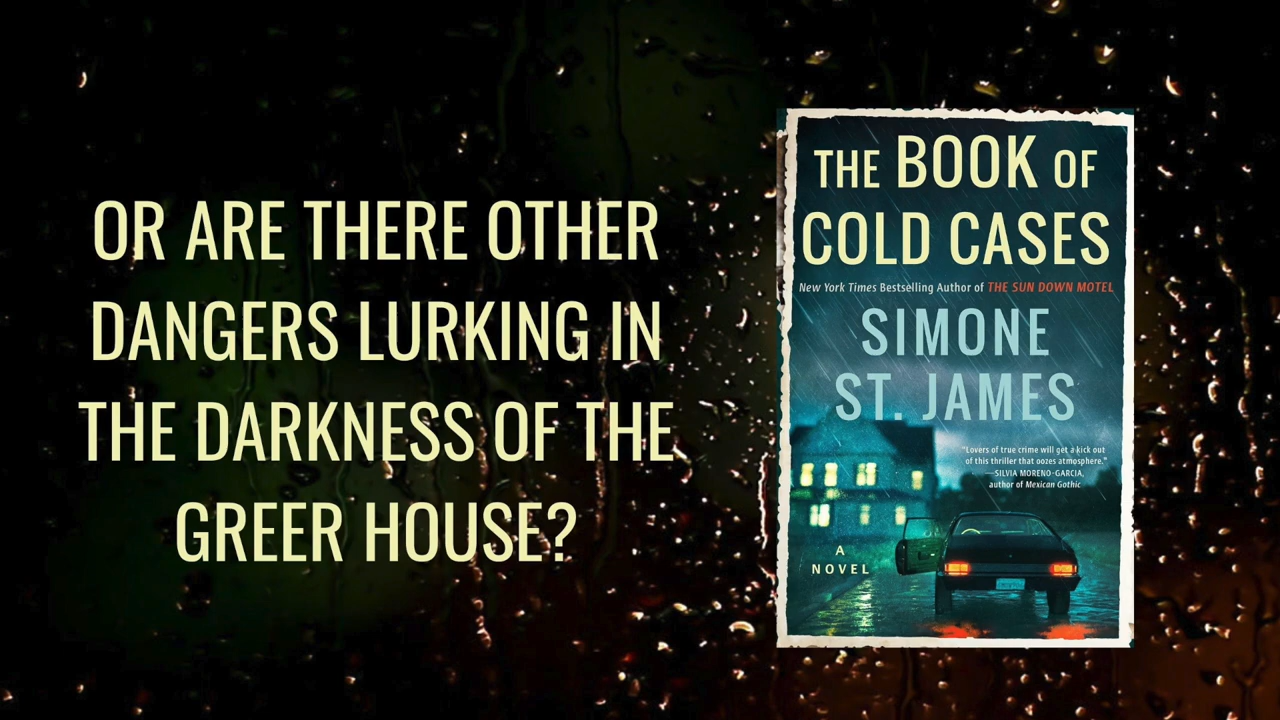 OR ARE THERE OTHER
DANGERS LURKING IN
THE DARKNESS OF THE
GREER HOUSE?
THE BOOK OF
COLD CASES
New York Times Bestselling Author of THE SUN DOWN MOTEL
SIMONE
ST. JAMES
"Lovers of true crime will get a kick out
of this thriller that oozes atmosphere."
—SILVIA MORENO-GARCIA,
author of Mexican Gothic
A
NOVEL